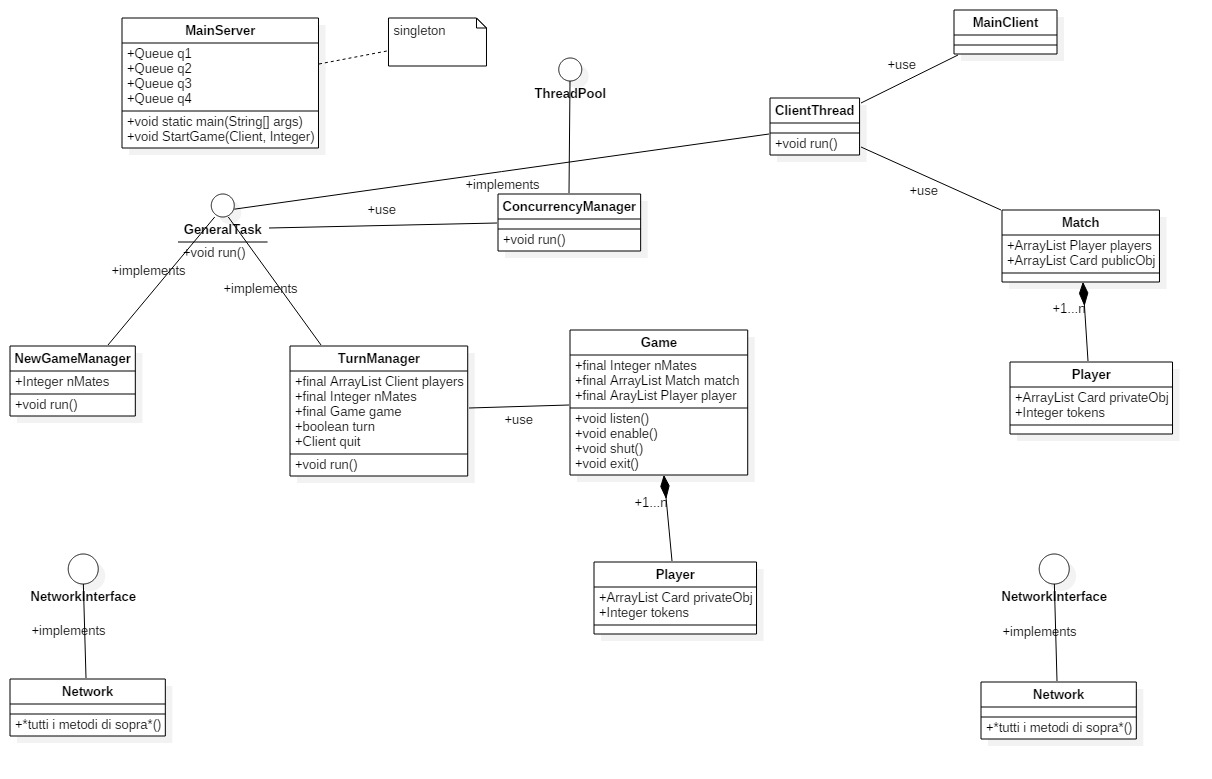 MainServer
+Queue q1
+Queue q2
+Queue q3
+Queue q4
+void static main(String[] args)
+void StartGame(Client, Integer)
singleton
ThreadPool
MainClient
+use
ClientThread
+void run()
+implements
+use
GeneralTask
+void run()
+use
ConcurrencyManager
+void run()
Match
+ArrayList Player players
+ArrayList Card publicObj
+implements
+implements
+1...n
NewGameManager
+Integer nMates
+void run()
TurnManager
+final ArrayList Client players
+final Integer nMates
+final Game game
+boolean turn
+Client quit
+void run()
+use
Game
+final Integer nMates
+final ArrayList Match match
+final ArayList Player player
+void listen()
+void enable()
+void shut()
+void exit()
Player
+ArrayList Card privateObj
+Integer tokens
+1...n
Player
+ArrayList Card privateObj
+Integer tokens
NetworkInterface
+implements
Network
+*tutti i metodi di sopra*()
NetworkInterface
+implements
Network
+*tutti i metodi di sopra*()